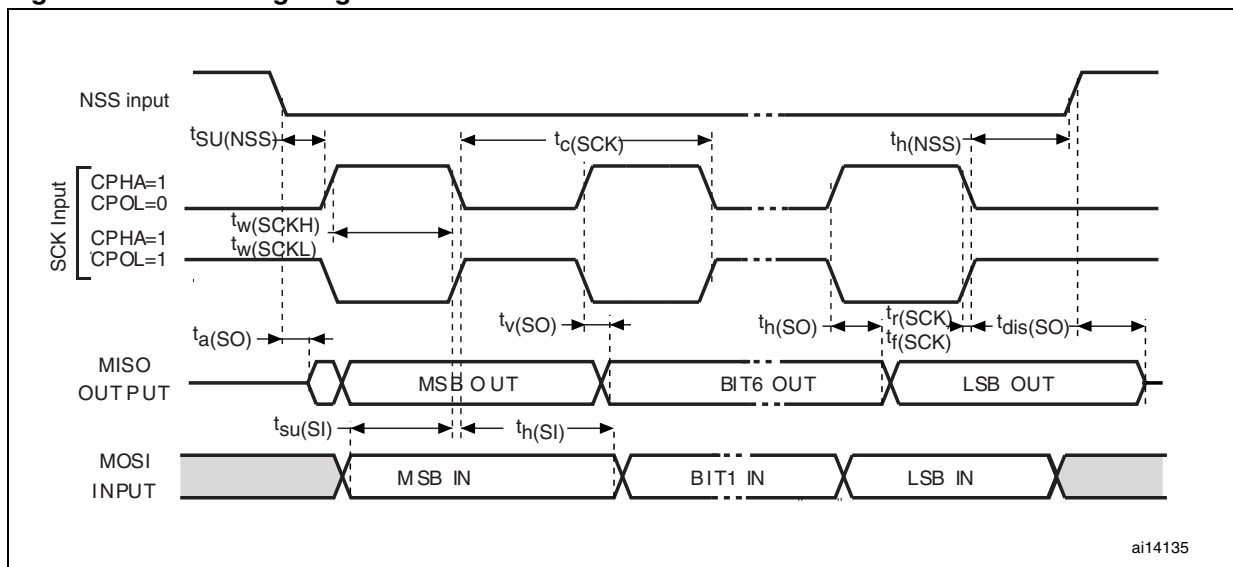 NSS input
tSU(NSS)
tc(SCK)
th(NSS)
SCK Input
CPHA=1
CPOL=0
tw(SCKH)
tw(SCKL)
CPHA=1
CPOL=1
ta(SO)
tv(SO)
th(SO)
tr(SCK)
tf(SCK)
tdis(SO)
MISO
OUTPUT
MSB OUT
BIT6 OUT
LSB OUT
tsu(SI)
th(SI)
MOSI
INPUT
MSB IN
BIT1 IN
LSB IN
ai14135